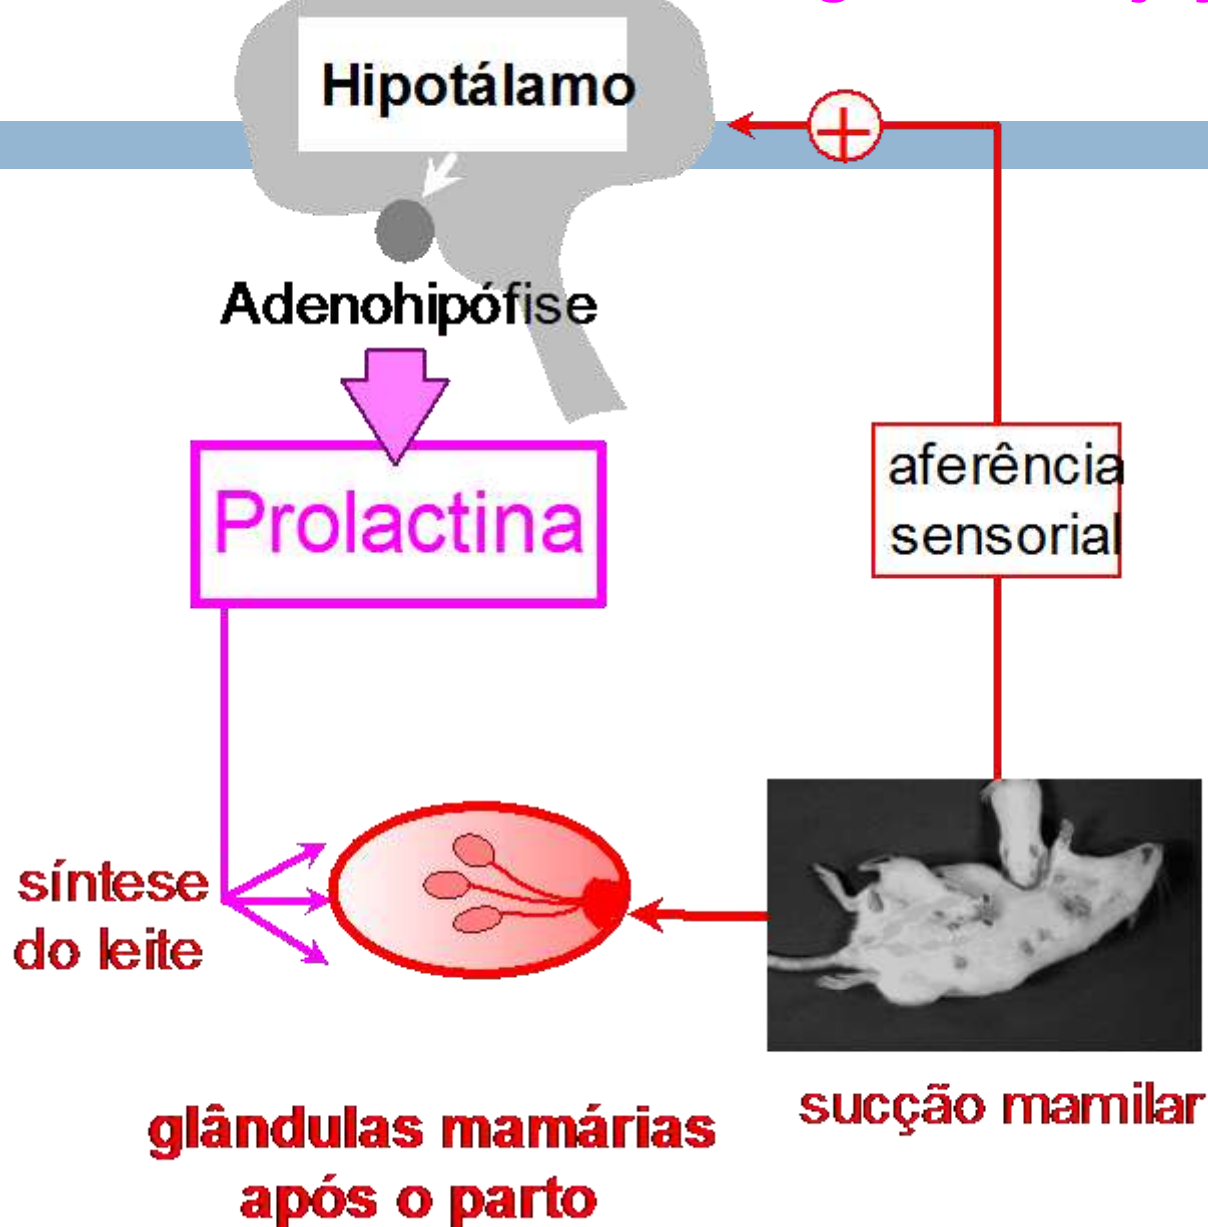 Hipotálamo
Adenohipófise
Prolactina
aferência
sensorial
síntese
do leite
sucção mamilar
glândulas mamárias
após o parto